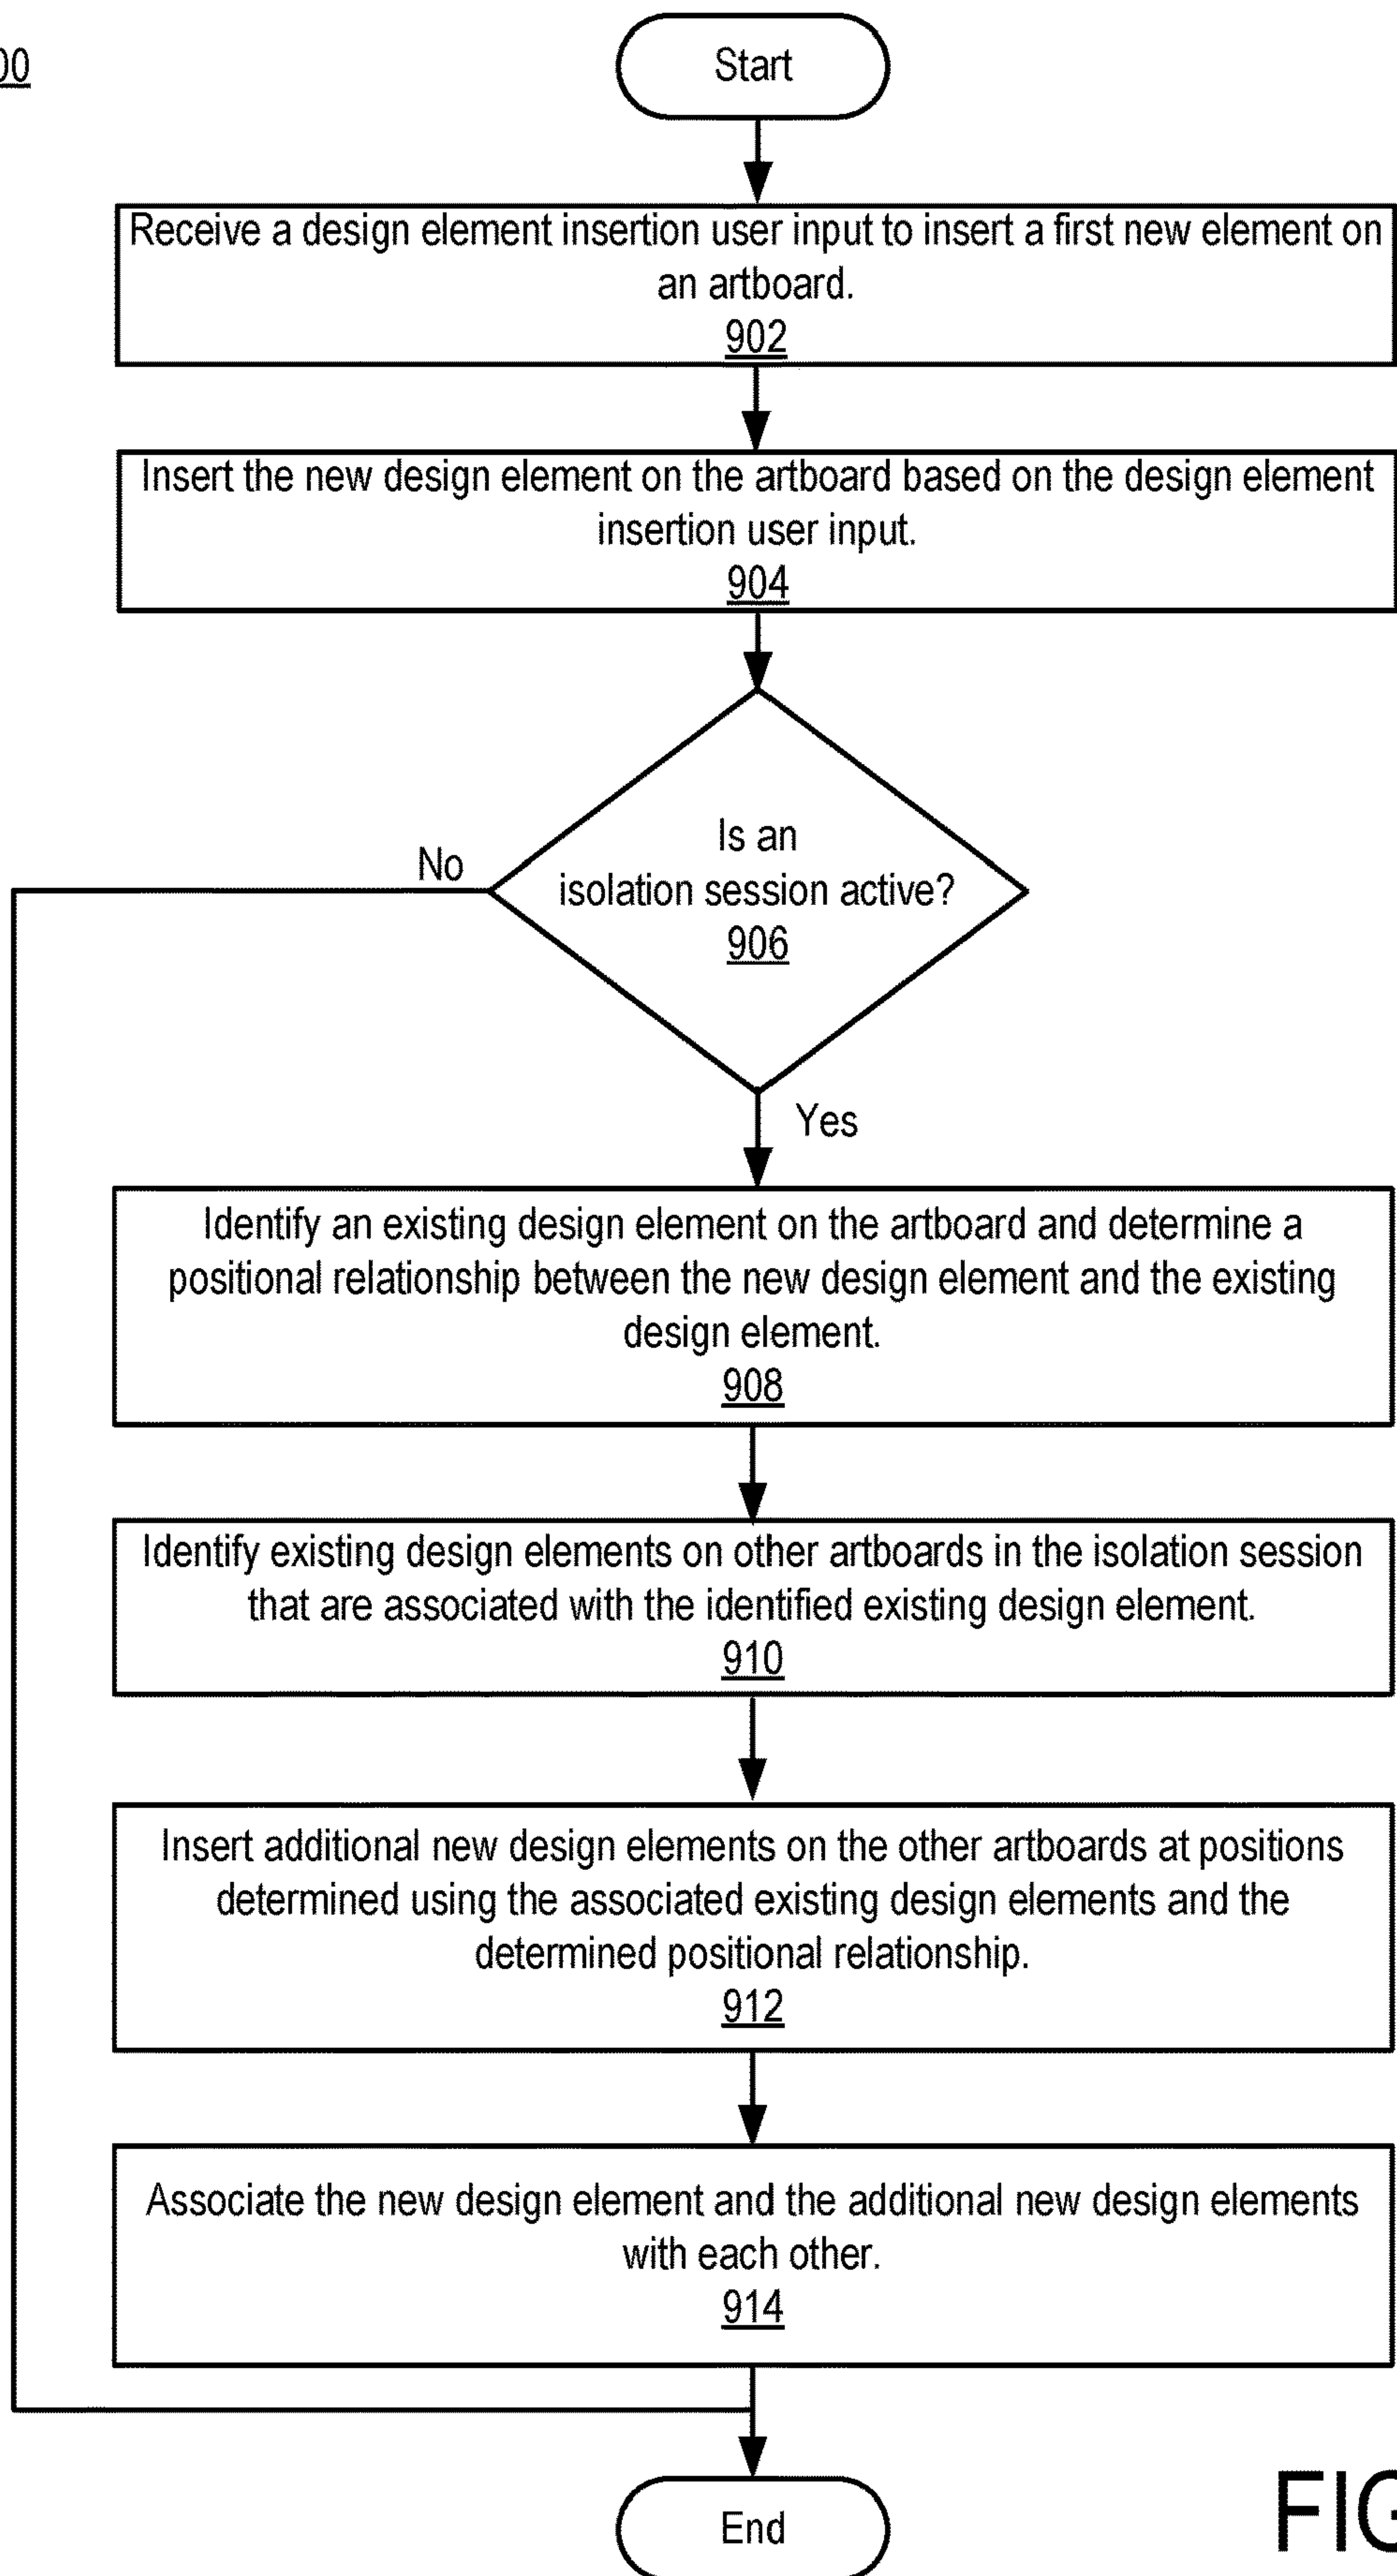 00
Start
Receive a design element insertion user input to insert a first new element on
an artboard.
902
Insert the new design element on the artboard based on the design element
insertion user input.
904
Is an
isolation session active?
906
No
Yes
Identify an existing design element on the artboard and determine a
positional relationship between the new design element and the existing
design element.
908
Identify existing design elements on other artboards in the isolation session
that are associated with the identified existing design element.
910
Insert additional new design elements on the other artboards at positions
determined using the associated existing design elements and the
determined positional relationship.
912
Associate the new design element and the additional new design elements
with each other.
914
End
FIG